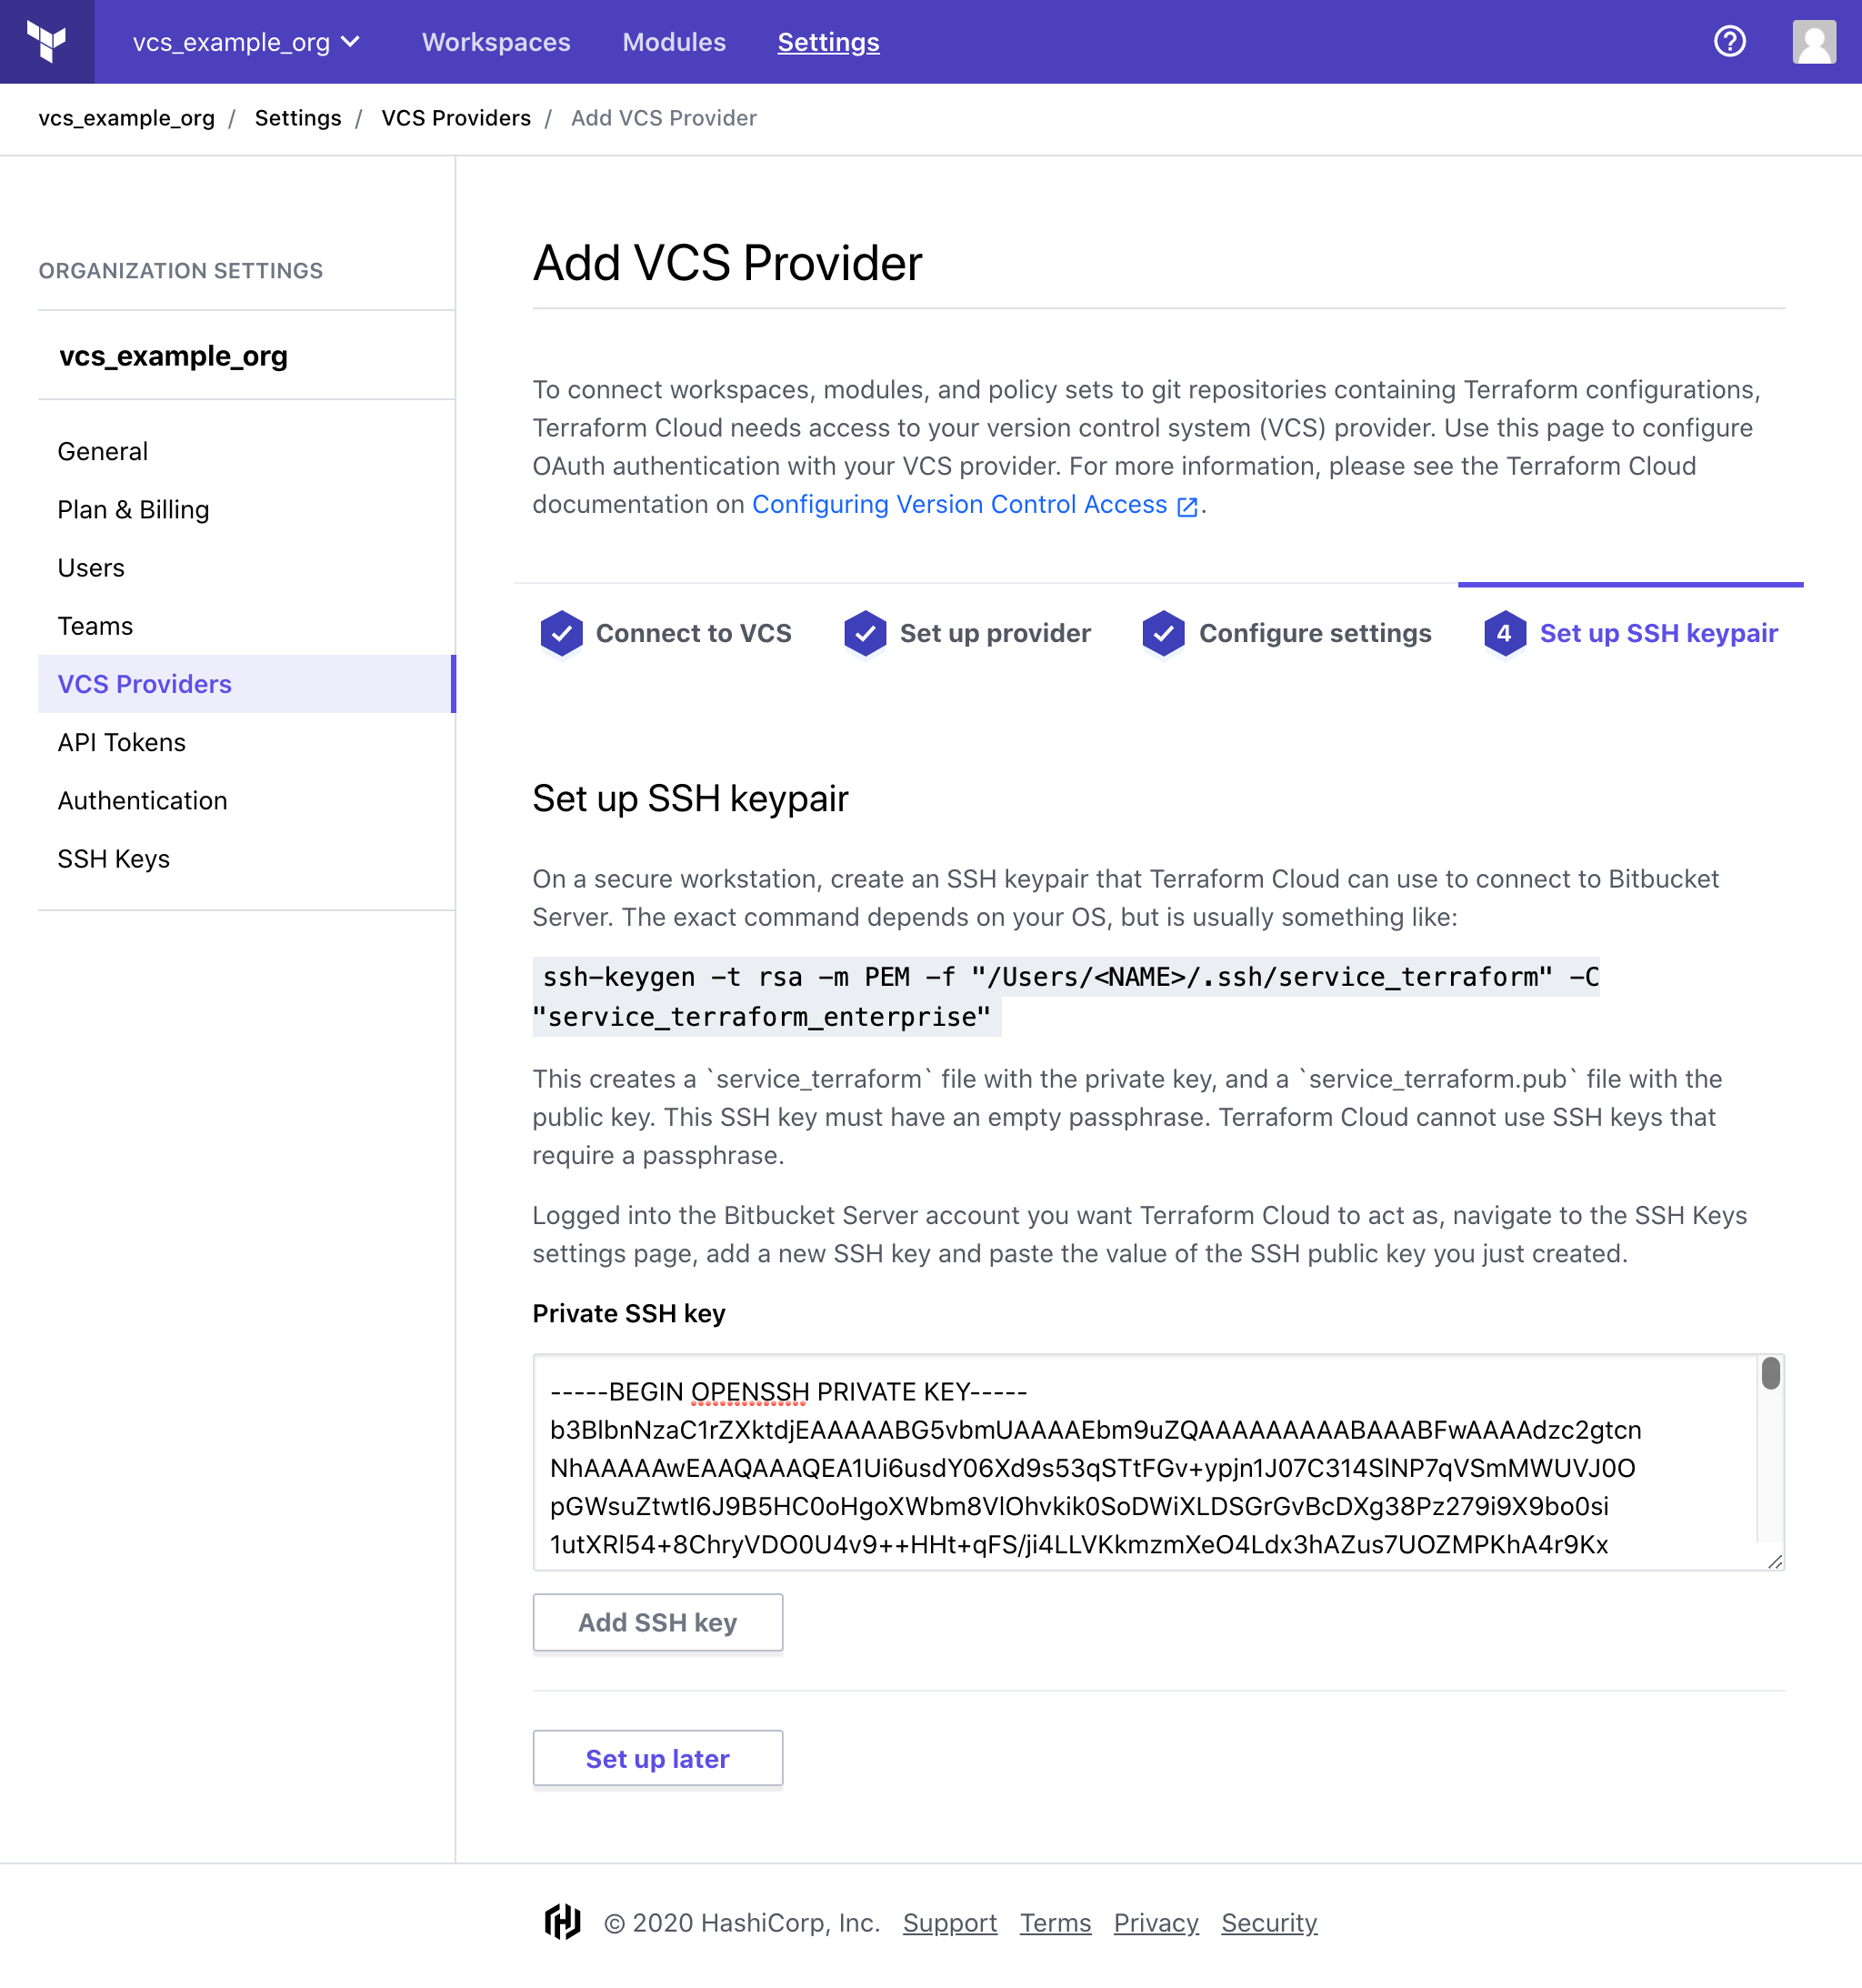 vcs_example_org Workspaces Modules Settings
vcs_example_org / Settings / VCS Providers / Add VCS Provider
ORGANIZATION SETTINGS
vcs_example_org
General
Plan & Billing
Users
Teams
VCS Providers
API Tokens
Authentication
SSH Keys
Add VCS Provider
To connect workspaces, modules, and policy sets to git repositories containing Terraform configurations,
Terraform Cloud needs access to your version control system (VCS) provider. Use this page to configure
OAuth authentication with your VCS provider. For more information, please see the Terraform Cloud
documentation on Configuring Version Control Access .
Connect to VCS Set up provider Configure settings 4 Set up SSH keypair
Set up SSH keypair
On a secure workstation, create an SSH keypair that Terraform Cloud can use to connect to Bitbucket
Server. The exact command depends on your OS, but is usually something like:
ssh-keygen -t rsa -m PEM -f "/Users/<NAME>/.ssh/service_terraform" -C
"service_terraform_enterprise"
This creates a `service_terraform` file with the private key, and a `service_terraform.pub` file with the
public key. This SSH key must have an empty passphrase. Terraform Cloud cannot use SSH keys that
require a passphrase.
Logged into the Bitbucket Server account you want Terraform Cloud to act as, navigate to the SSH Keys
settings page, add a new SSH key and paste the value of the SSH public key you just created.
Private SSH key
-----BEGIN OPENSSH PRIVATE KEY-----
b3BlbnNzaC1rZXktdjEAAAAABG5vbmUAAAAEbm9uZQAAAAAAAAABAAABFwAAAAdzc2gtcn
NhAAAAAwEAAQAAAQEA1Ui6usdY06Xd9s53qSTtFGv+ypjn1J07C314SlNP7qVSmMWUVJ0O
pGWsuZtwtI6J9B5HC0oHgoXWbm8VlOhvkik0SoDWiXLDSGrGvBcDXg38Pz279i9X9bo0si
1utXRl54+8ChryVDO0U4v9++HHt+qFS/ji4LLVKkmzmXeO4Ldx3hAZus7UOZMPKhA4r9Kx
Add SSH key
Set up later
© 2020 HashiCorp, Inc. Support Terms Privacy Security